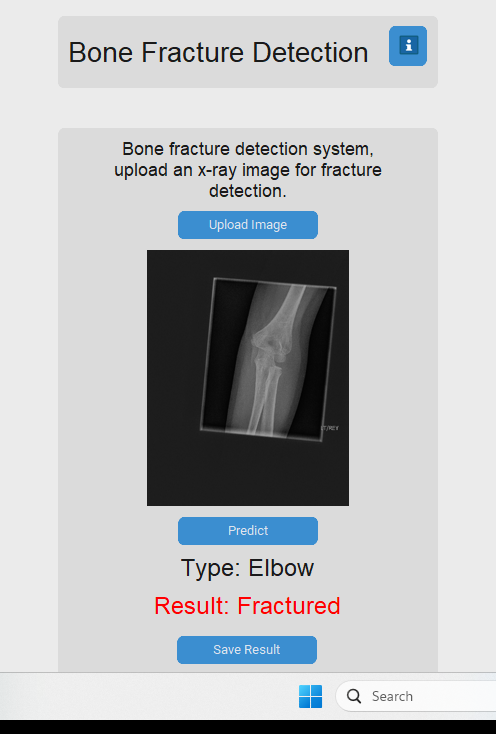 Bone Fracture Detection
Bone fracture detection system,
upload an x-ray image for fracture
detection.
Upload Image
Predict
Type: Elbow
Result: Fractured
Save Result
Search